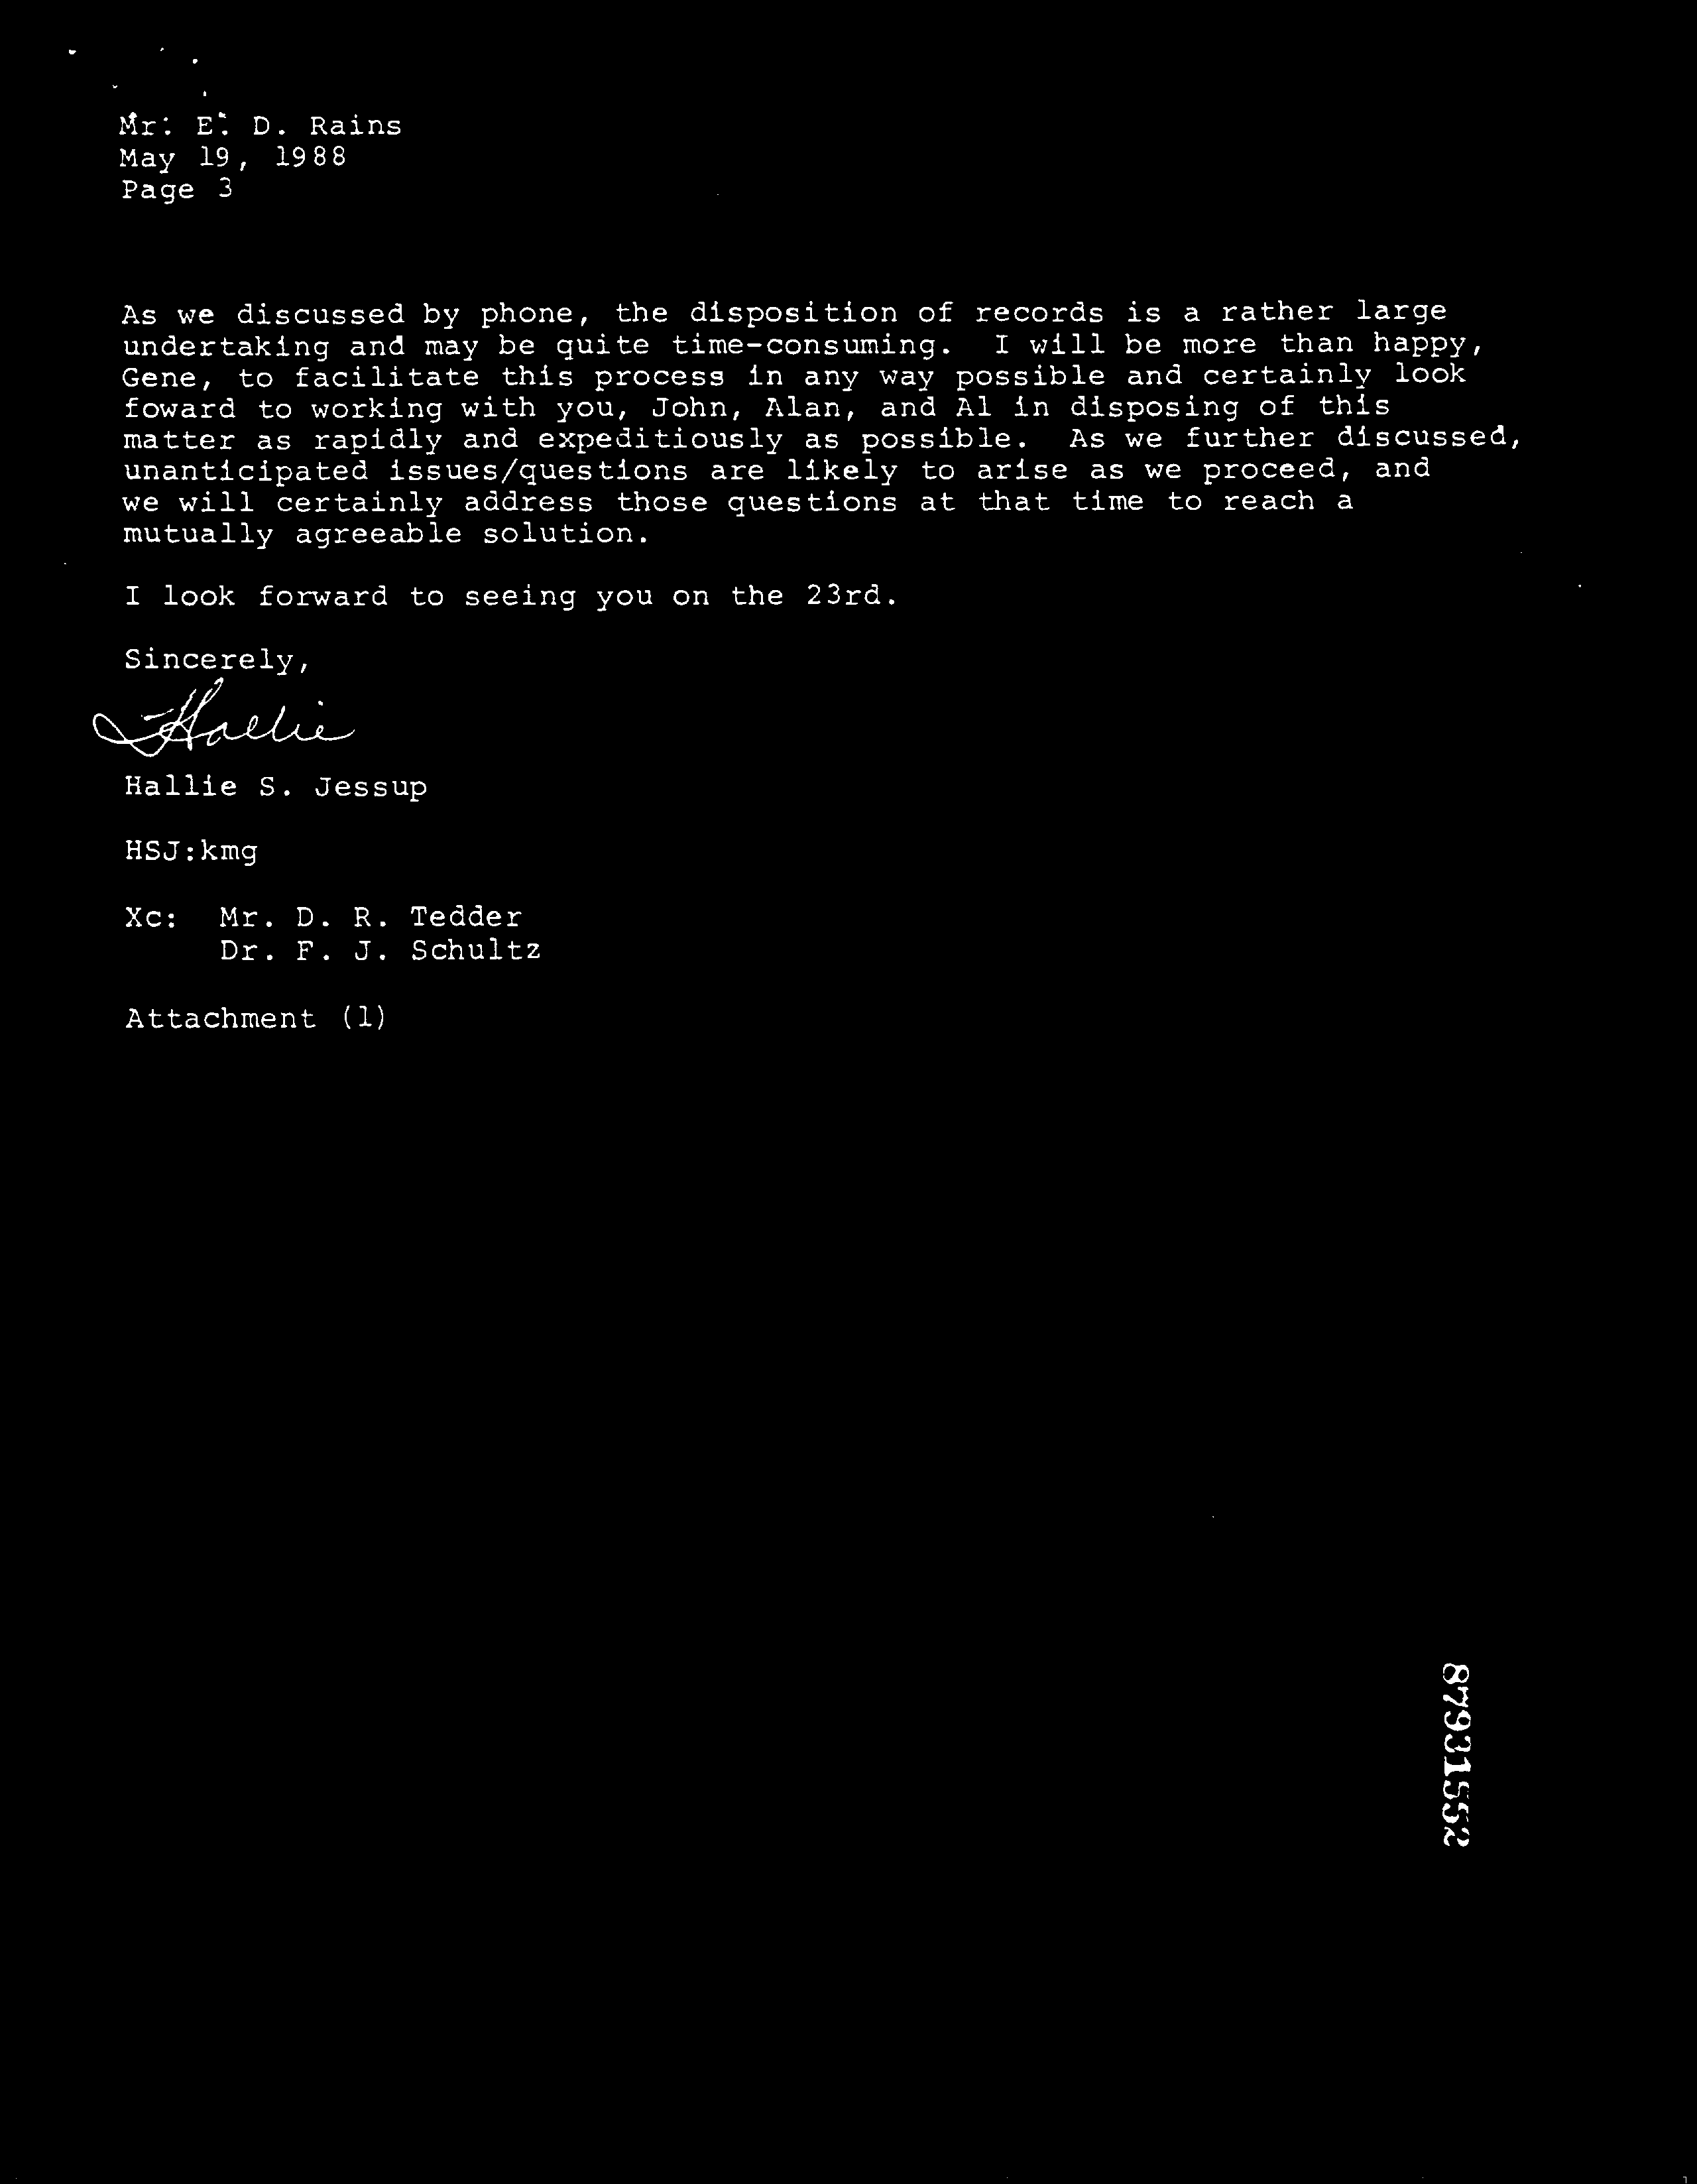 Mr. E. D. Rains
May 19, 1988
Page 3
As we discussed by phone, the disposition of records is a rather large
undertaking and may be quite time-consuming. I will be more than happy,
Gene, to facilitate this process in any way possible and certainly look
foward to working with you, John, Alan, and Al in disposing of this
matter as rapidly and expeditiously as possible. As we further discussed,
unanticipated issues/questions are likely to arise as we proceed, and
we will certainly address those questions at that time to reach a
mutually agreeable solution.
I look forward to seeing you on the 23rd.
Sincerely,
Hallie
Hallie S. Jessup
HSJ:kmg
Xc: Mr. D. R. Tedder
Dr. F. J. Schultz
Attachment (1)
87931552